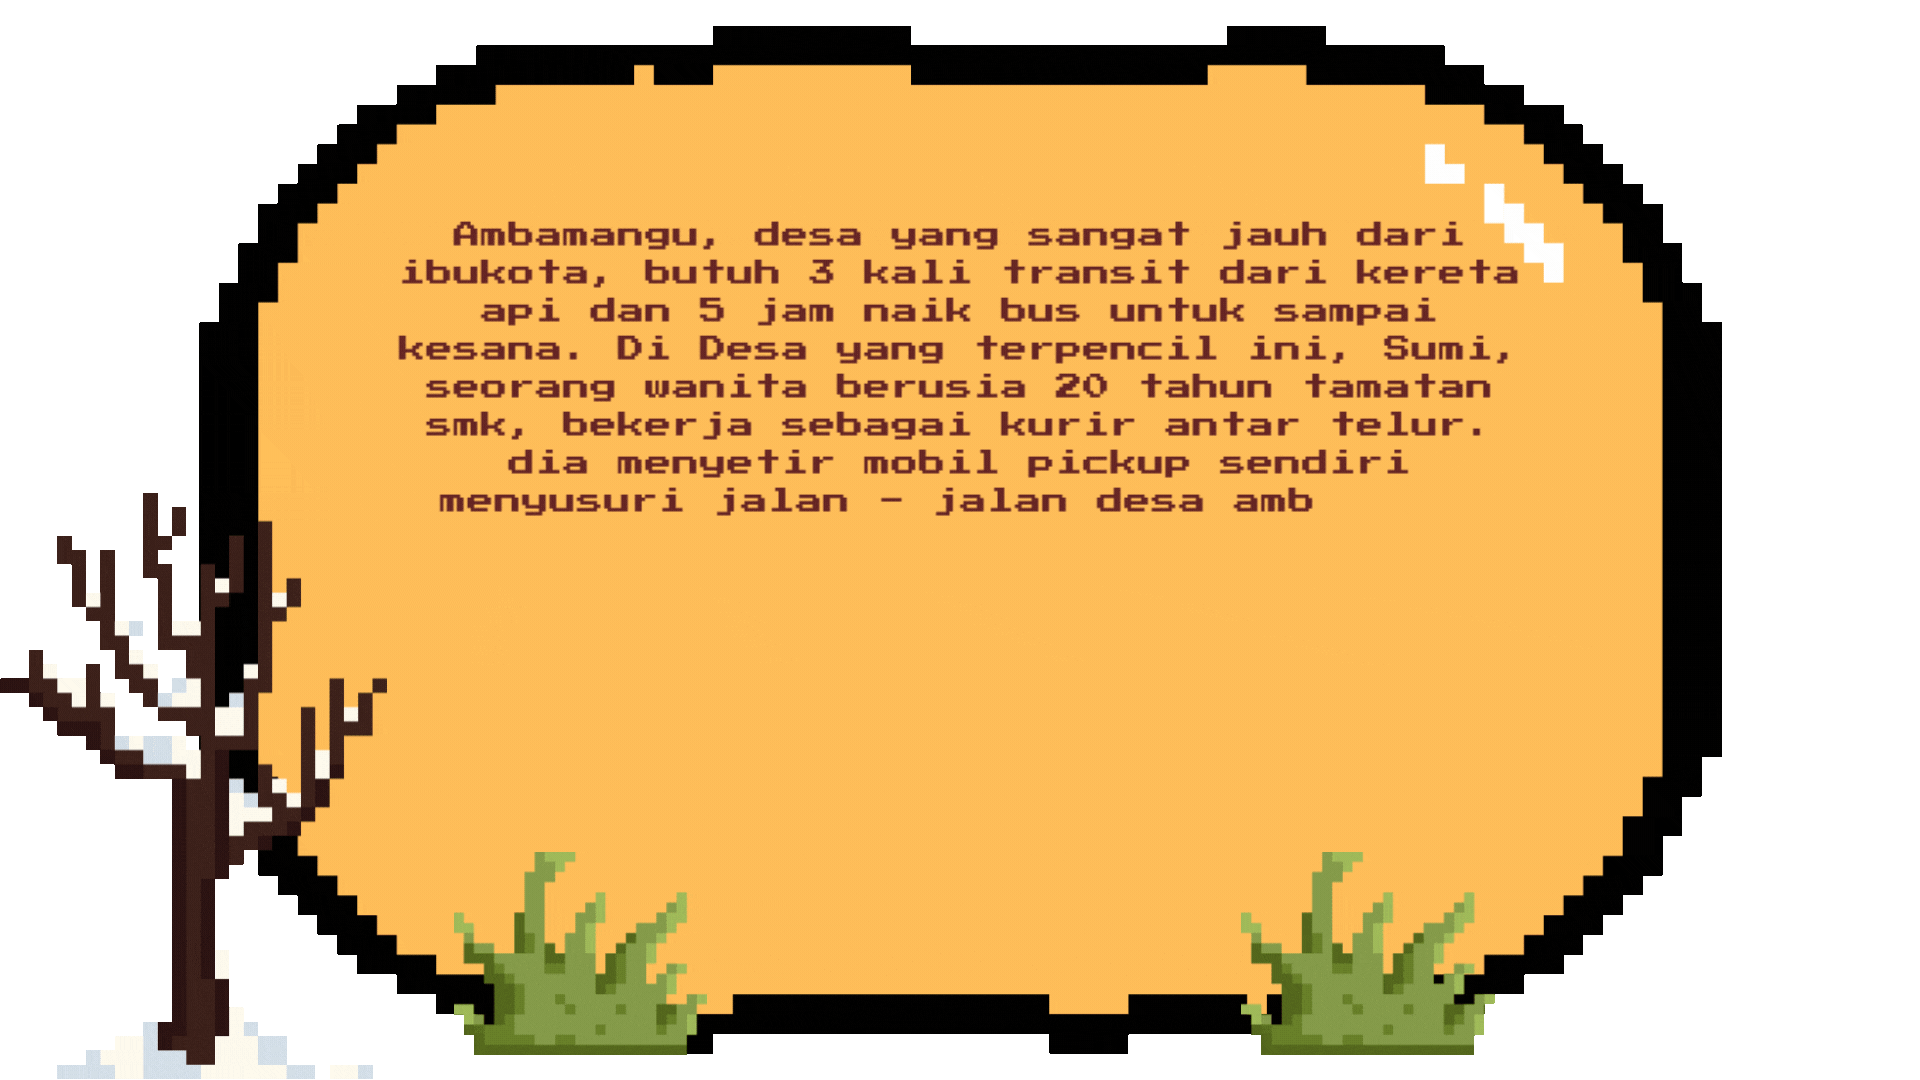 Ambamangu, desa yang sangat jauh dari
ibukota, butuh 3 kali transit dari kereta
api dan 5 jam naik bus untuk sampai
kesana. Di Desa yang terpencil ini, Sumi,
seorang wanita berusia 20 tahun tamatan
smk, bekerja sebagai kurir antar telur.
dia menyetir mobil pickup sendiri
menyusuri jalan - jalan desa amb